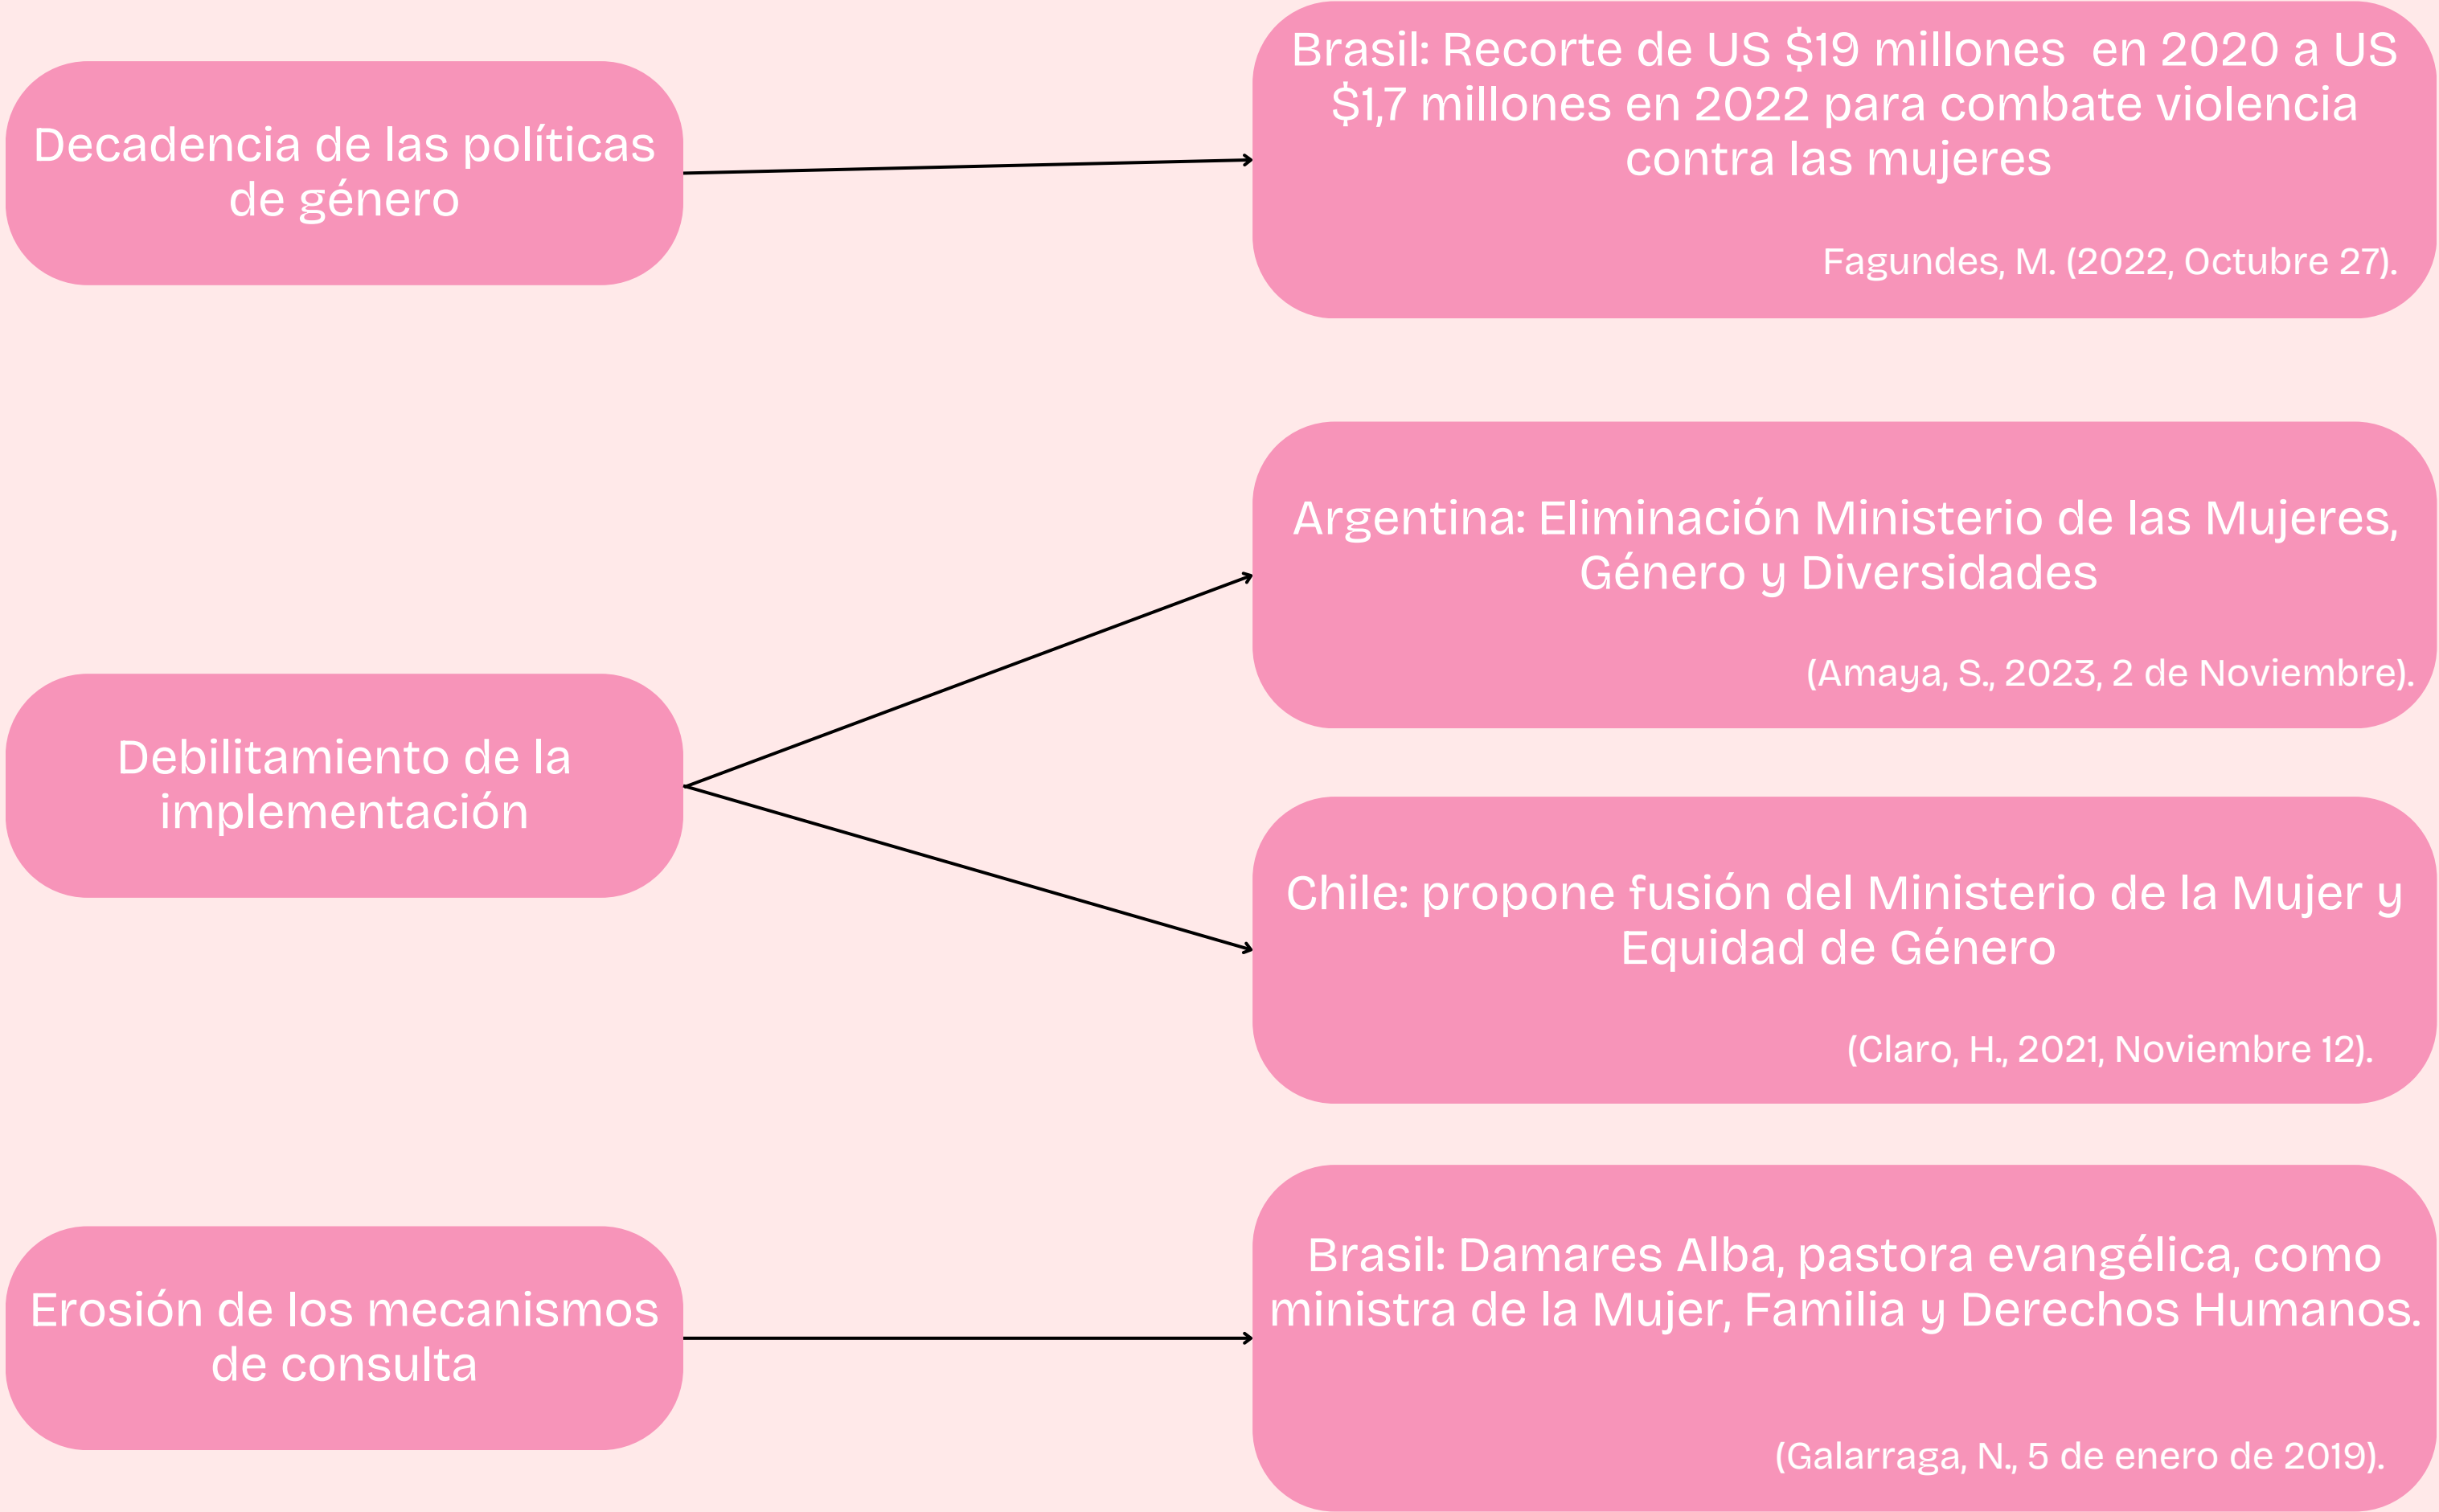 Decadencia de las políticas
de género
Brasil: Recorte de US $19 millones  en 2020 a US
$1,7 millones en 2022 para combate violencia
contra las mujeres
Fagundes, M. (2022, Octubre 27).
Debilitamiento de la
implementación
Argentina: Eliminación Ministerio de las Mujeres,
Género y Diversidades
(Amaya, S., 2023, 2 de Noviembre).
Chile: propone fusión del Ministerio de la Mujer y
Equidad de Género
(Claro, H., 2021, Noviembre 12).
Erosión de los mecanismos
de consulta
Brasil: Damares Alba, pastora evangélica, como
ministra de la Mujer, Familia y Derechos Humanos.
(Galarraga, N., 5 de enero de 2019).